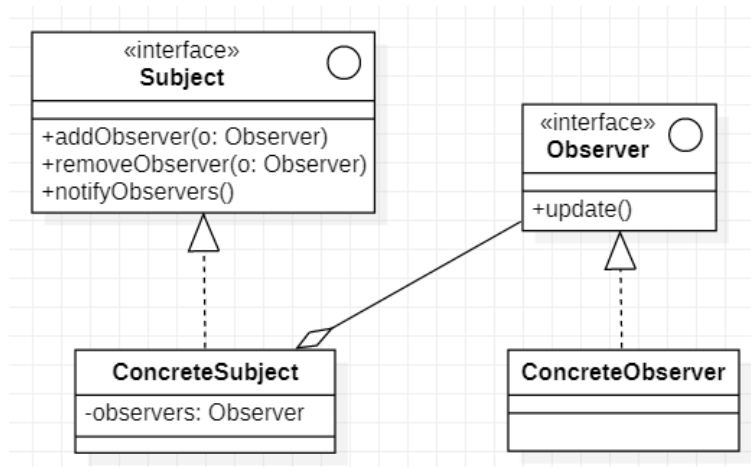 «interface»
Subject
+addObserver(o: Observer)
+removeObserver(o: Observer)
+notifyObservers()
«interface»
Observer
+update()
ConcreteSubject
-observers: Observer
ConcreteObserver